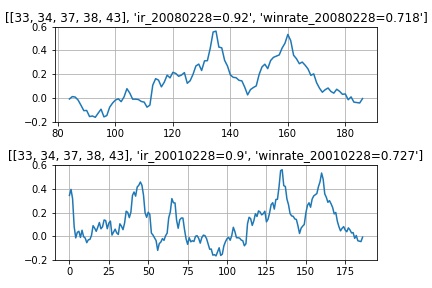 [[33, 34, 37, 38, 43], 'ir_20080228=0.92', 'winrate_20080228=0.718']
0.6
0.4
0.2
0.0
−0.2
80 100 120 140 160 180
[[33, 34, 37, 38, 43], 'ir_20010228=0.9', 'winrate_20010228=0.727']
0.6
0.4
0.2
0.0
−0.2
0 25 50 75 100 125 150 175